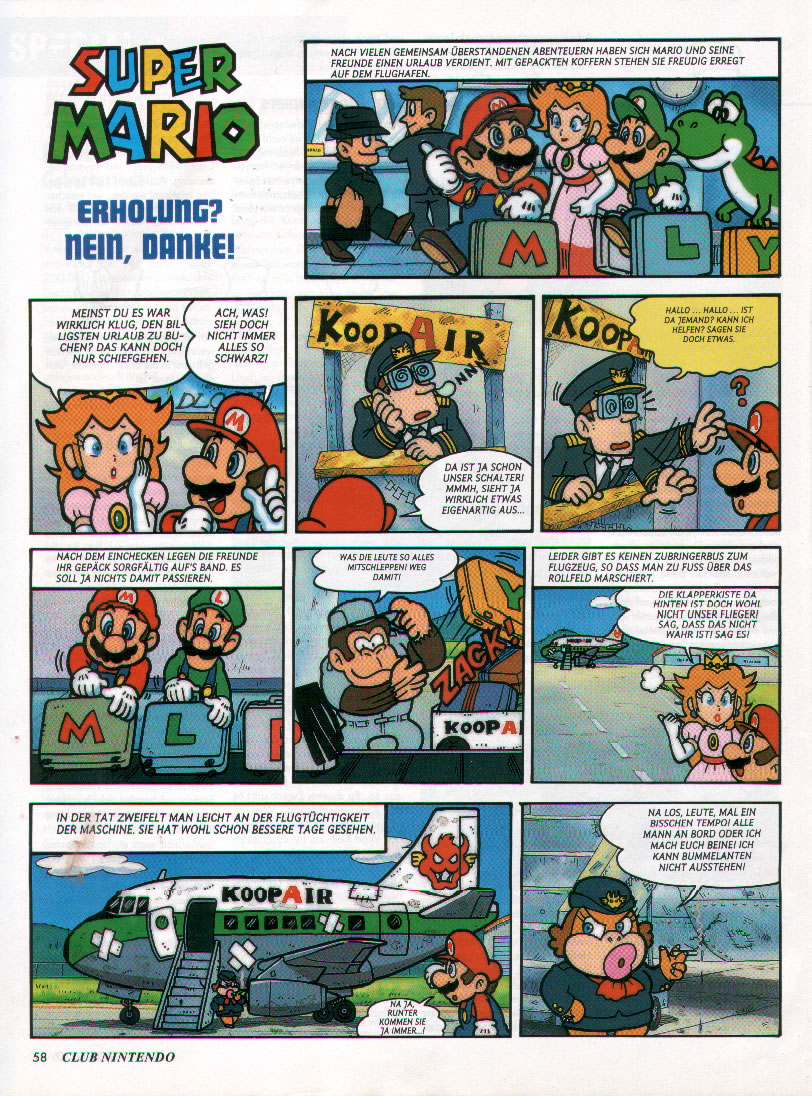 SUPER
MARIO
ERHOLUNG?
NEIN, DANKE!
NACH VIELEN GEMEINSAM ÜBERSTANDENEN ABENTEUERN HABEN SICH MARIO UND SEINE
FREUNDE EINEN URLAUB VERDIENT. MIT GEPACKTEN KOFFERN STEHEN SIE FREUDIG ERREGT
AUF DEM FLUGHAFEN.
M
L
Y
MEINST DU ES WAR
WIRKLICH KLUG, DEN BIL-
LIGSTEN URLAUB ZU BU-
CHEN? DAS KANN DOCH
NUR SCHIEFGEHEN.
ACH, WAS!
SIEH DOCH
NICHT IMMER
ALLES SO
SCHWARZ!
M
KOOPAIR
NNN
DA IST JA SCHON
UNSER SCHALTER!
MMMH, SIEHT JA
WIRKLICH ETWAS
EIGENARTIG AUS...
KOOPA
HALLO ... HALLO ... IST
DA JEMAND? KANN ICH
HELFEN? SAGEN SIE
DOCH ETWAS.
?
NACH DEM EINCHECKEN LEGEN DIE FREUNDE
IHR GEPÄCK SORGFÄLTIG AUF'S BAND. ES
SOLL JA NICHTS DAMIT PASSIEREN.
M
L
M
L
P
WAS DIE LEUTE SO ALLES
MITSCHLEPPEN! WEG
DAMIT!
Y
ZACK
KOOPA
LEIDER GIBT ES KEINEN ZUBRINGERBUS ZUM
FLUGZEUG, SO DASS MAN ZU FUSS ÜBER DAS
ROLLFELD MARSCHIERT.
DIE KLAPPERKISTE DA
HINTEN IST DOCH WOHL
NICHT UNSER FLIEGER!
SAG, DASS DAS NICHT
WAHR IST! SAG ES!
IN DER TAT ZWEIFELT MAN LEICHT AN DER FLUGTÜCHTIGKEIT
DER MASCHINE. SIE HAT WOHL SCHON BESSERE TAGE GESEHEN.
KOOPAIR
NA JA,
RUNTER
KOMMEN SIE
JA IMMER...!
NA LOS, LEUTE, MAL EIN
BISSCHEN TEMPO! ALLE
MANN AN BORD ODER ICH
MACH EUCH BEINE! ICH
KANN BUMMELANTEN
NICHT AUSSTEHEN!
58 CLUB NINTENDO